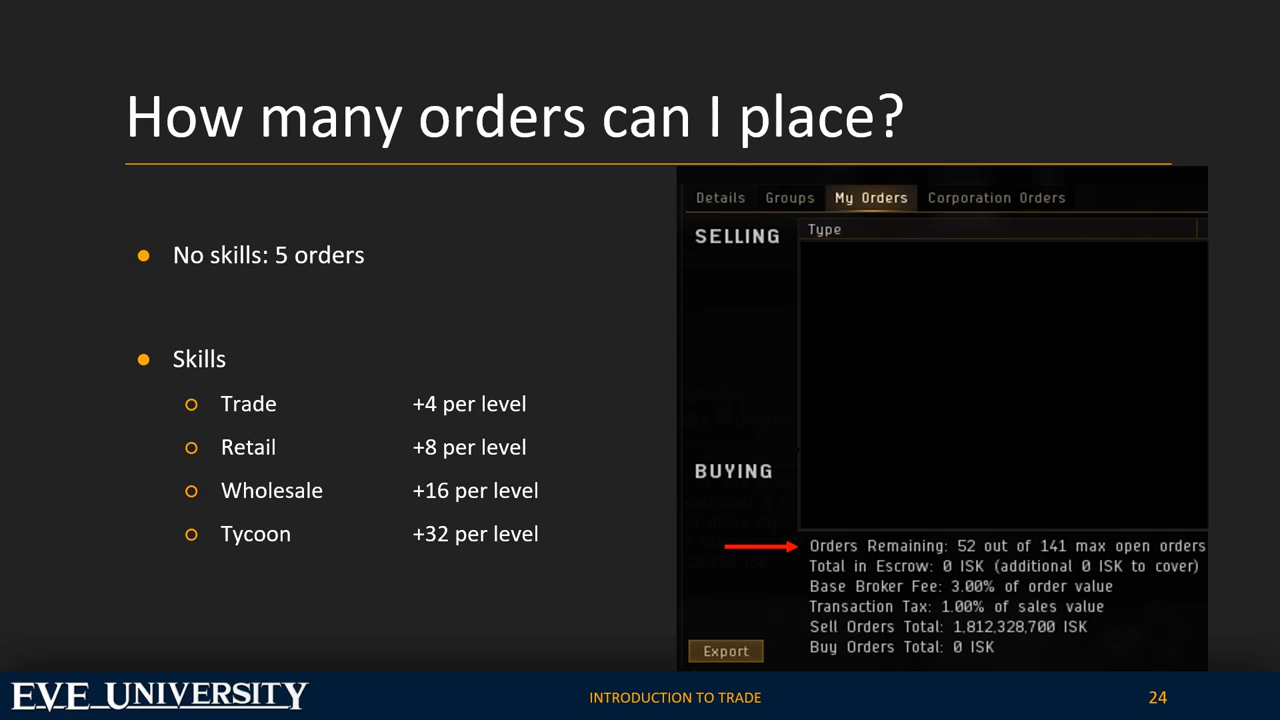 How many orders can I place?
No skills: 5 orders
Skills
Trade +4 per level
Retail +8 per level
Wholesale +16 per level
Tycoon +32 per level
Details Groups My Orders Corporation Orders
SELLING
Type
BUYING
Orders Remaining: 52 out of 141 max open orders
Total in Escrow: 0 ISK (additional 0 ISK to cover)
Base Broker Fee: 3.00% of order value
Transaction Tax: 1.00% of sales value
Sell Orders Total: 1,812,328,700 ISK
Buy Orders Total: 0 ISK
Export
EVE UNIVERSITY
INTRODUCTION TO TRADE
24